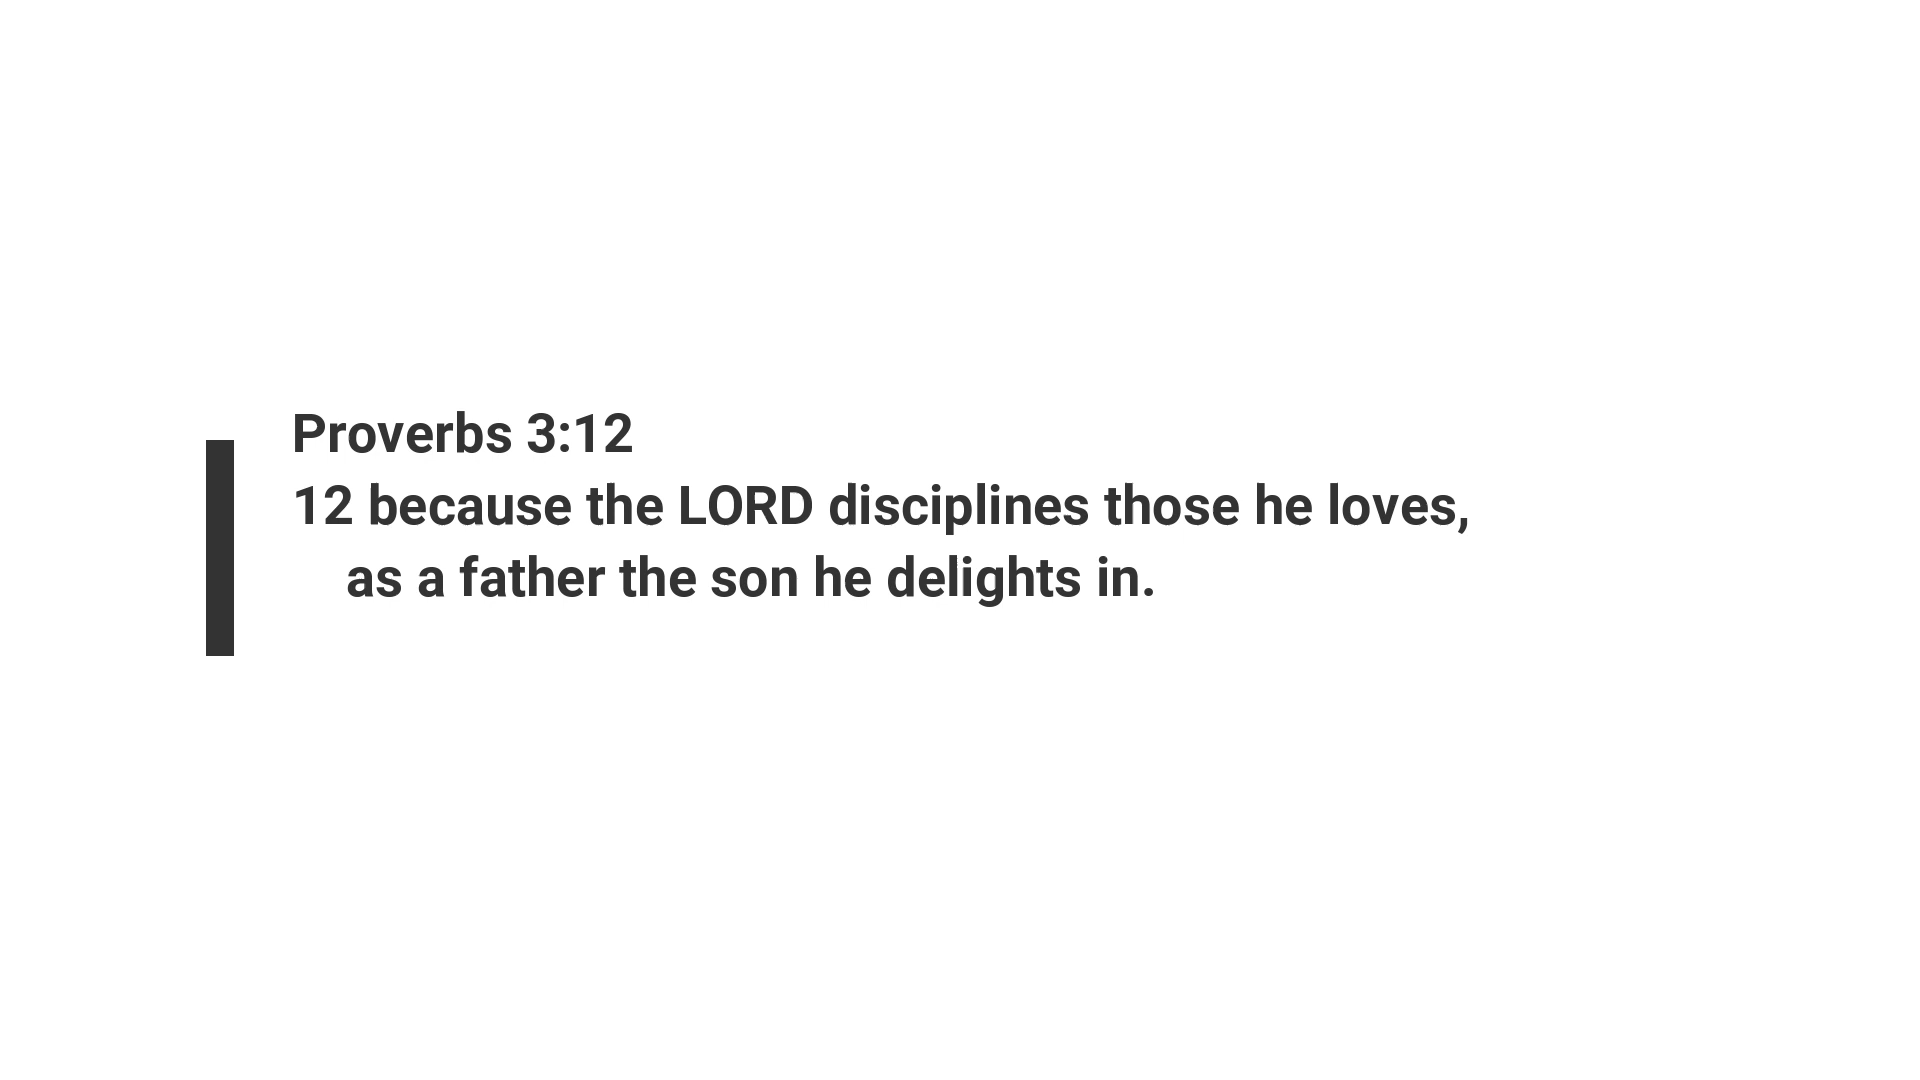 Proverbs 3:12
12 because the LORD disciplines those he loves,
as a father the son he delights in.